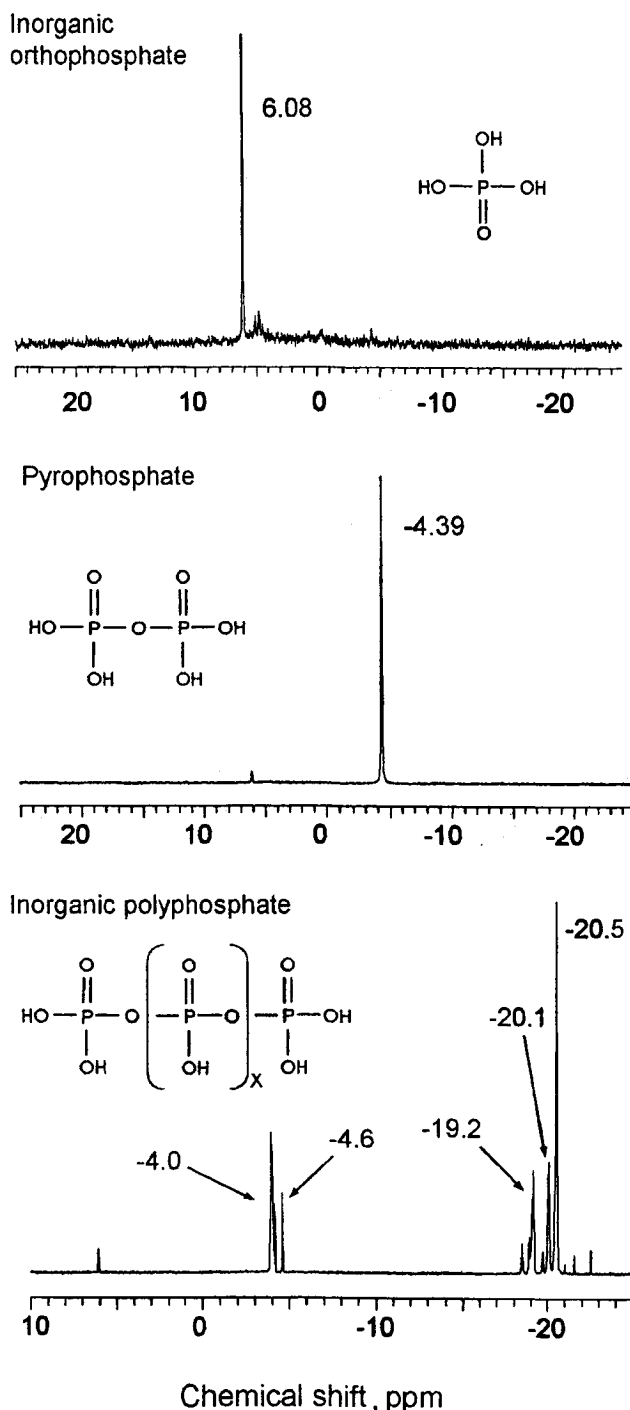 Inorganic
orthophosphate
6.08
OH
HO P OH
O
20 10 0 -10 -20
Pyrophosphate
-4.39
O O
HO P O P OH
OH OH
20 10 0 -10 -20
Inorganic polyphosphate
-20.5
O O O
HO P O P O P OH
OH OH OH
X
-20.1
-19.2
-4.0
-4.6
10 0 -10 -20
Chemical shift, ppm